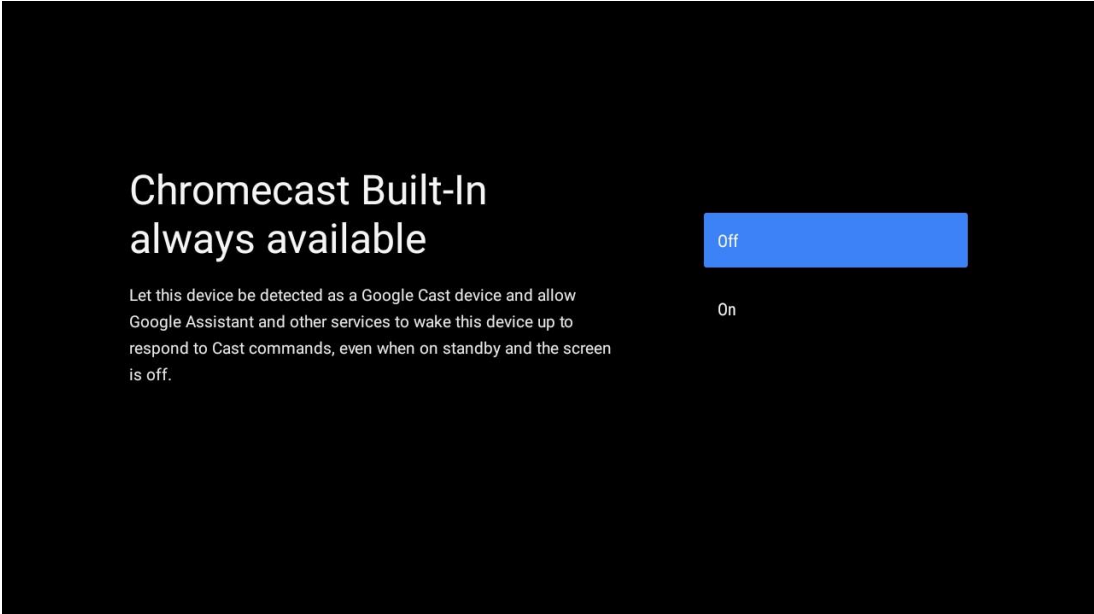 Chromecast Built-In
always available
Let this device be detected as a Google Cast device and allow
Google Assistant and other services to wake this device up to
respond to Cast commands, even when on standby and the screen
is off.
Off
On